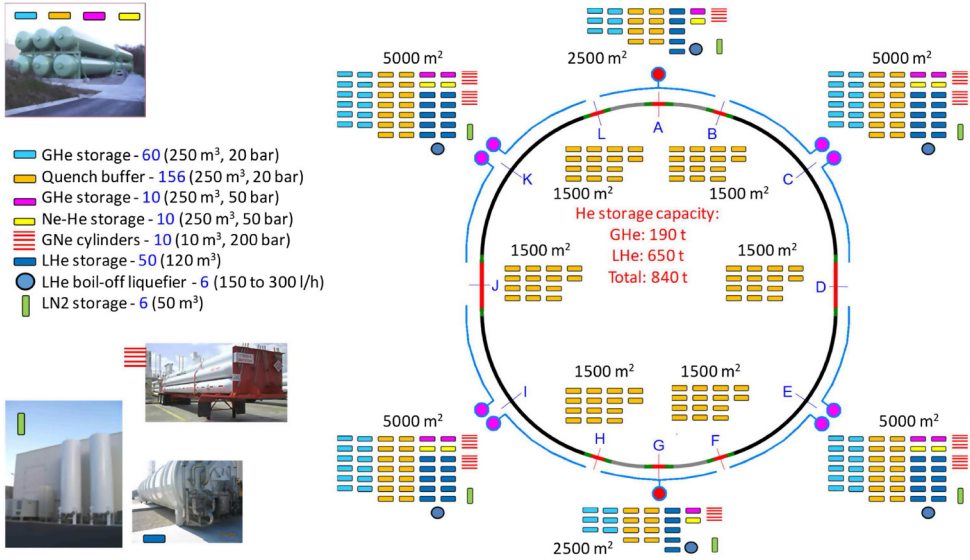 2500 m²
5000 m²
5000 m²
L
A
B
K
C
GHe storage - 60 (250 m³, 20 bar)
Quench buffer - 156 (250 m³, 20 bar)
GHe storage - 10 (250 m³, 50 bar)
Ne-He storage - 10 (250 m³, 50 bar)
GNe cylinders - 10 (10 m³, 200 bar)
LHe storage - 50 (120 m³)
LHe boil-off liquefier - 6 (150 to 300 l/h)
LN2 storage - 6 (50 m³)
1500 m²
1500 m²
He storage capacity:
GHe: 190 t
LHe: 650 t
Total: 840 t
1500 m²
1500 m²
J
D
1500 m²
1500 m²
I
E
5000 m²
5000 m²
H
G
F
2500 m²